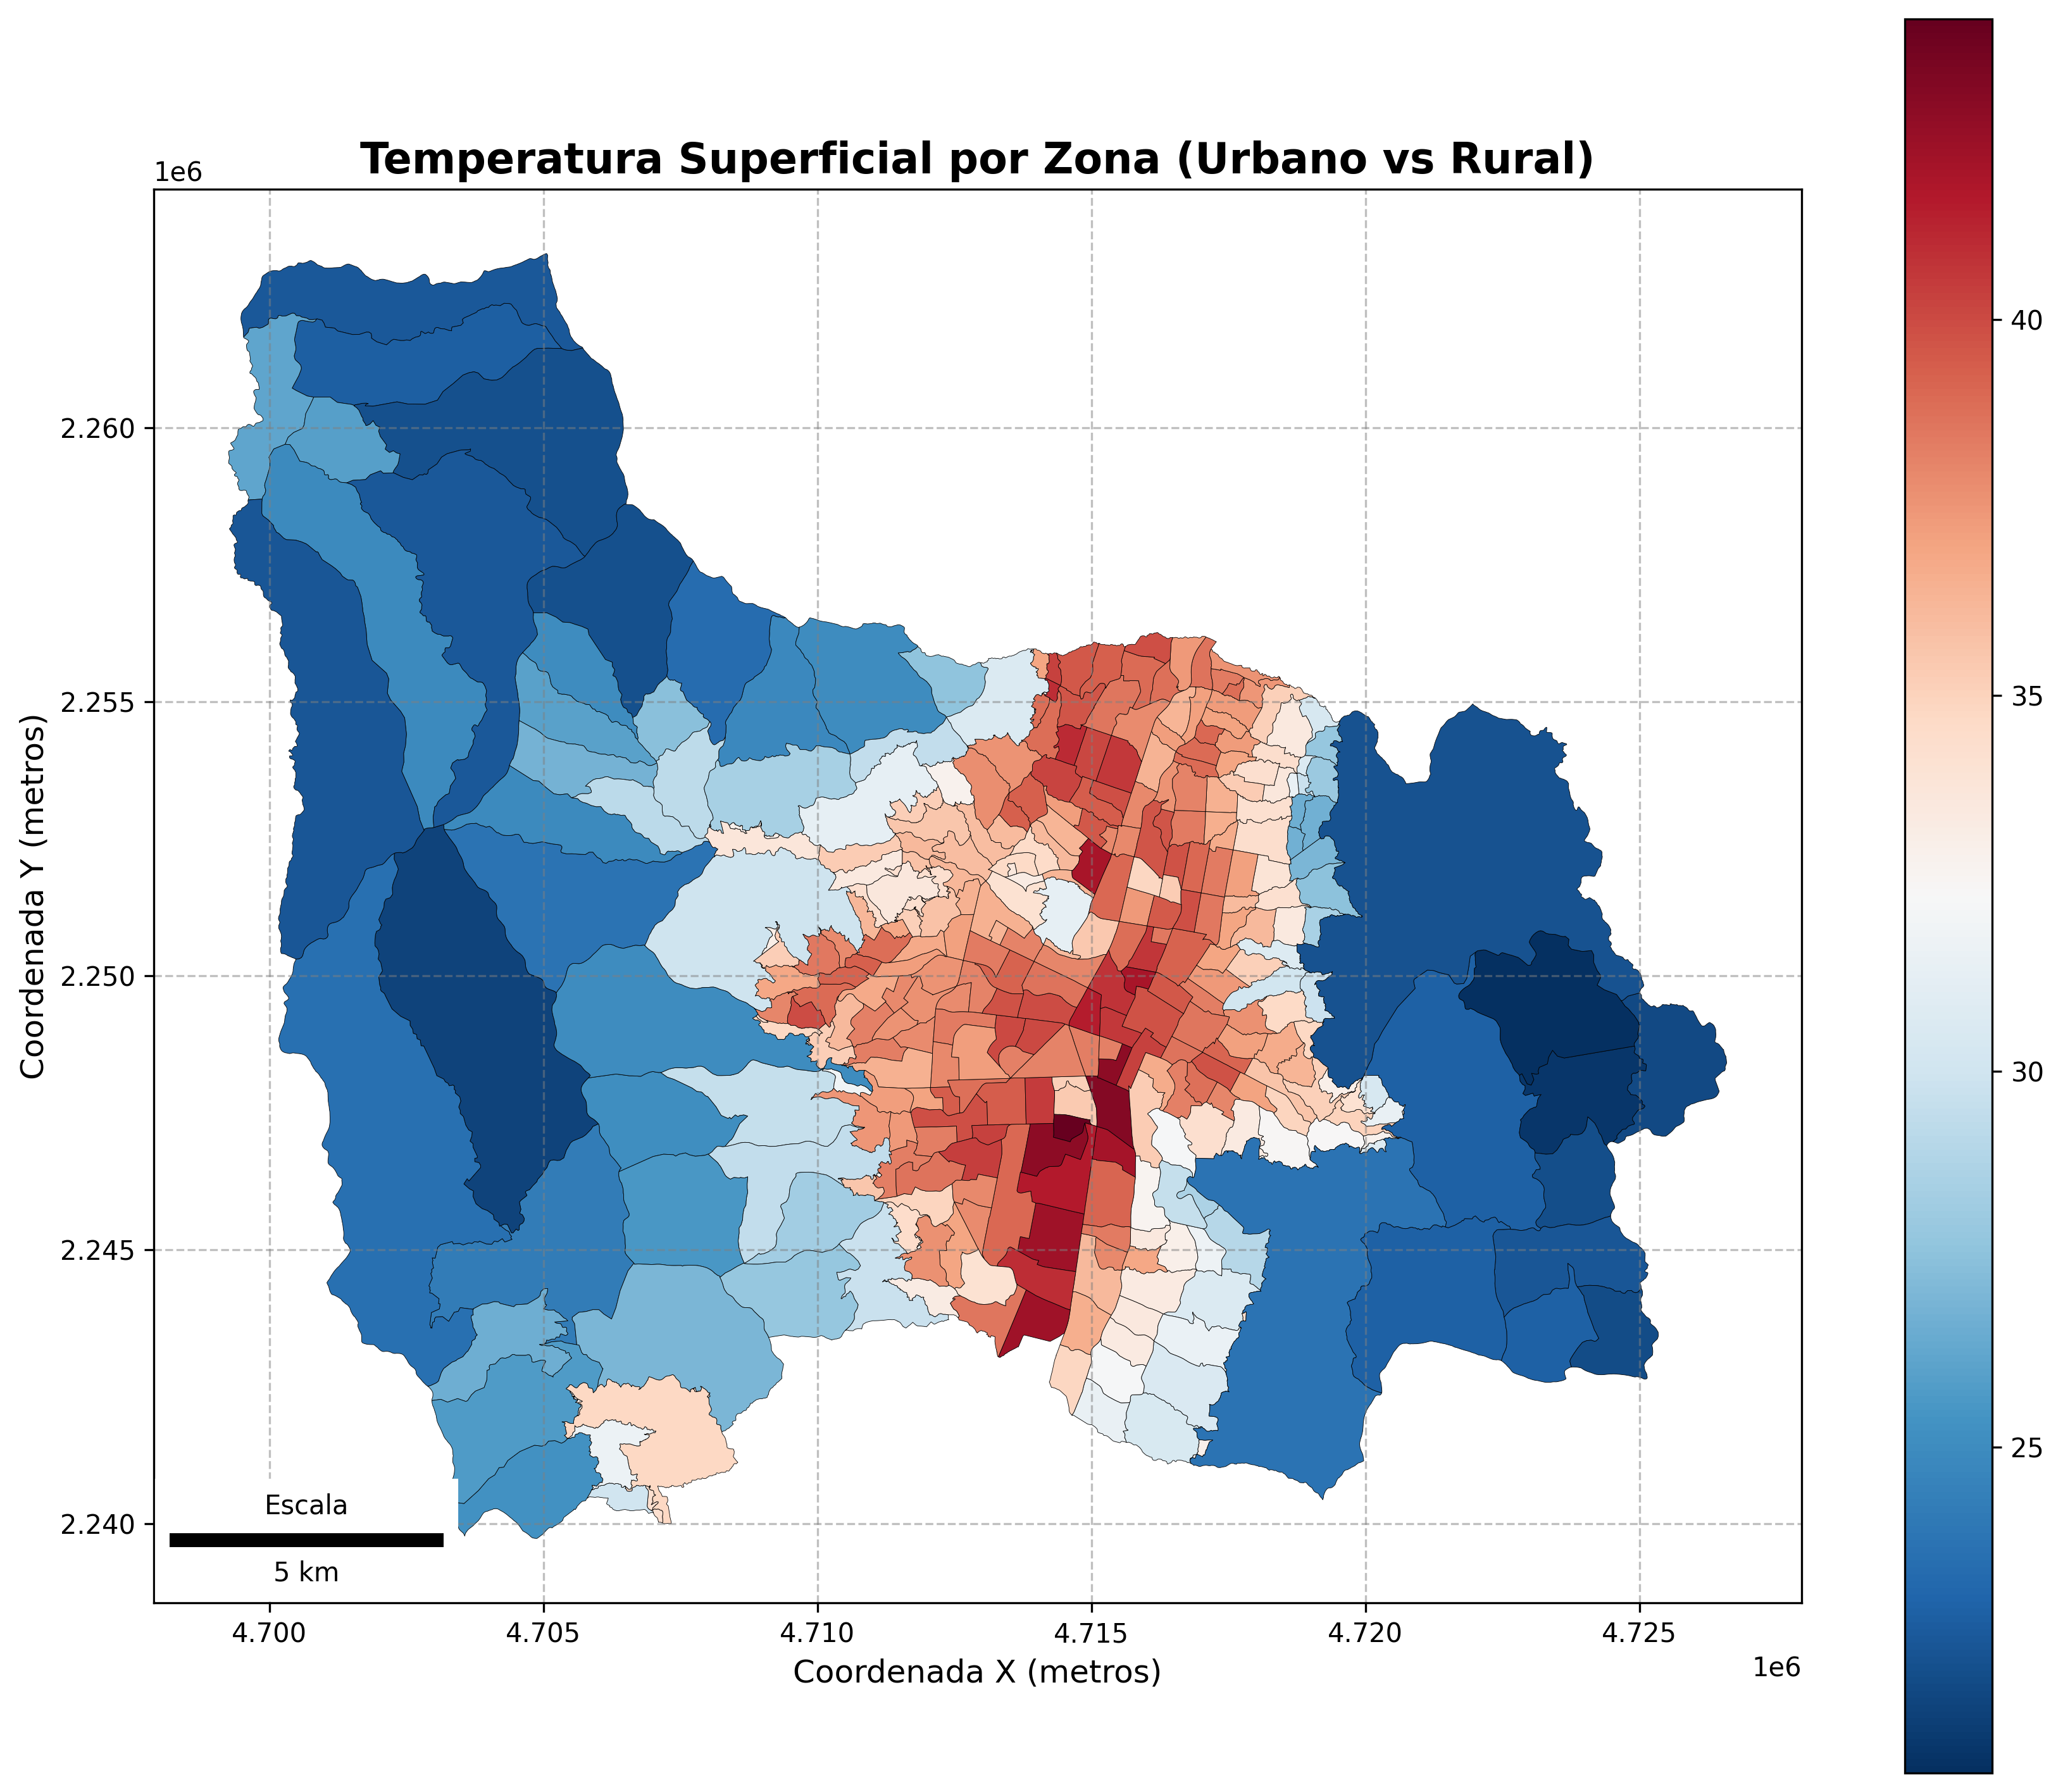 Temperatura Superficial por Zona (Urbano vs Rural)
1e6
2.260
2.255
2.250
2.245
2.240
Coordenada Y (metros)
Escala
5 km
4.700
4.705
4.710
4.715
4.720
4.725
1e6
Coordenada X (metros)
40
35
30
25